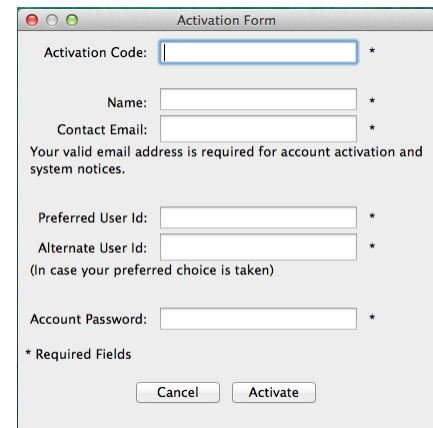 Activation Form
Activation Code: *
Name: *
Contact Email: *
Your valid email address is required for account activation and
system notices.
Preferred User Id: *
Alternate User Id: *
(In case your preferred choice is taken)
Account Password: *
* Required Fields
Cancel Activate